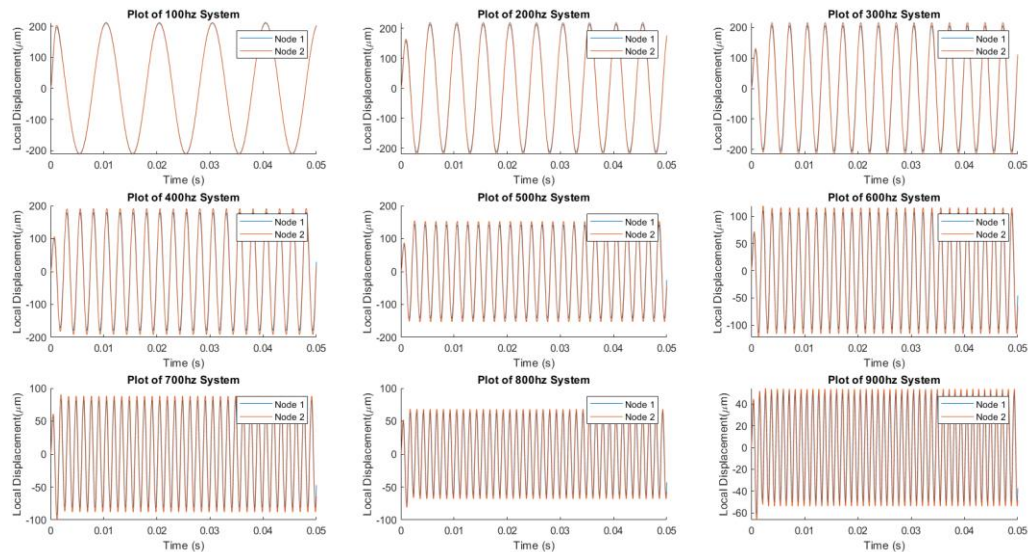 Plot of 100hz System
Local Displacement(μm)
200
100
0
-100
-200
0
0.01
0.02
0.03
0.04
0.05
Time (s)
Node 1
Node 2
Plot of 200hz System
Local Displacement(μm)
200
100
0
-100
-200
0
0.01
0.02
0.03
0.04
0.05
Time (s)
Node 1
Node 2
Plot of 300hz System
Local Displacement(μm)
200
100
0
-100
-200
0
0.01
0.02
0.03
0.04
0.05
Time (s)
Node 1
Node 2
Plot of 400hz System
Local Displacement(μm)
200
100
0
-100
-200
0
0.01
0.02
0.03
0.04
0.05
Time (s)
Node 1
Node 2
Plot of 500hz System
Local Displacement(μm)
200
100
0
-100
-200
0
0.01
0.02
0.03
0.04
0.05
Time (s)
Node 1
Node 2
Plot of 600hz System
Local Displacement(μm)
100
50
0
-50
-100
0
0.01
0.02
0.03
0.04
0.05
Time (s)
Node 1
Node 2
Plot of 700hz System
Local Displacement(μm)
100
50
0
-50
-100
0
0.01
0.02
0.03
0.04
0.05
Time (s)
Node 1
Node 2
Plot of 800hz System
Local Displacement(μm)
100
50
0
-50
-100
0
0.01
0.02
0.03
0.04
0.05
Time (s)
Node 1
Node 2
Plot of 900hz System
Local Displacement(μm)
40
20
0
-20
-40
-60
0
0.01
0.02
0.03
0.04
0.05
Time (s)
Node 1
Node 2